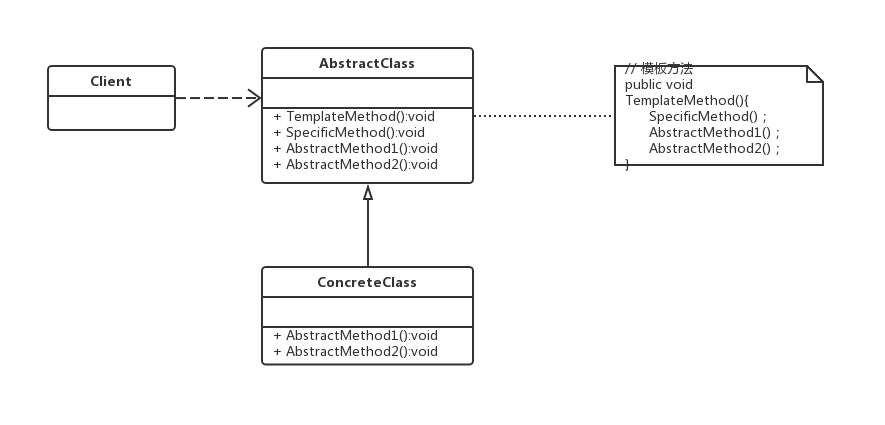 Client
AbstractClass
+ TemplateMethod():void
+ SpecificMethod():void
+ AbstractMethod1():void
+ AbstractMethod2():void
// 模板方法
public void
TemplateMethod(){
SpecificMethod() ;
AbstractMethod1() ;
AbstractMethod2() ;
}
ConcreteClass
+ AbstractMethod1():void
+ AbstractMethod2():void